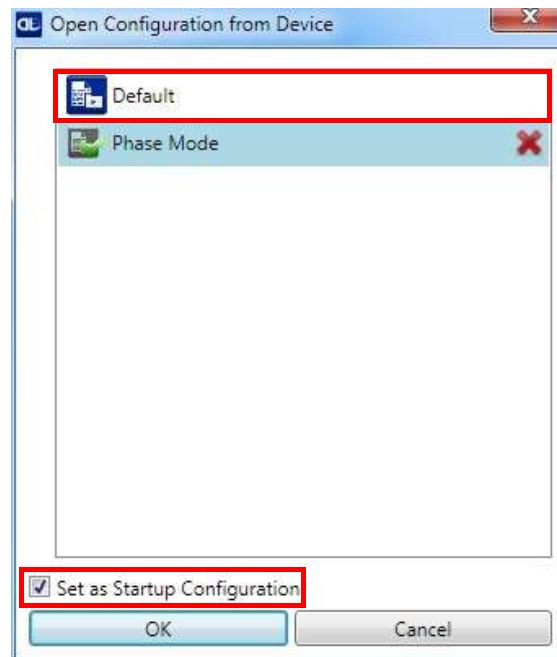 Open Configuration from Device
Default
Phase Mode
Set as Startup Configuration
OK Cancel